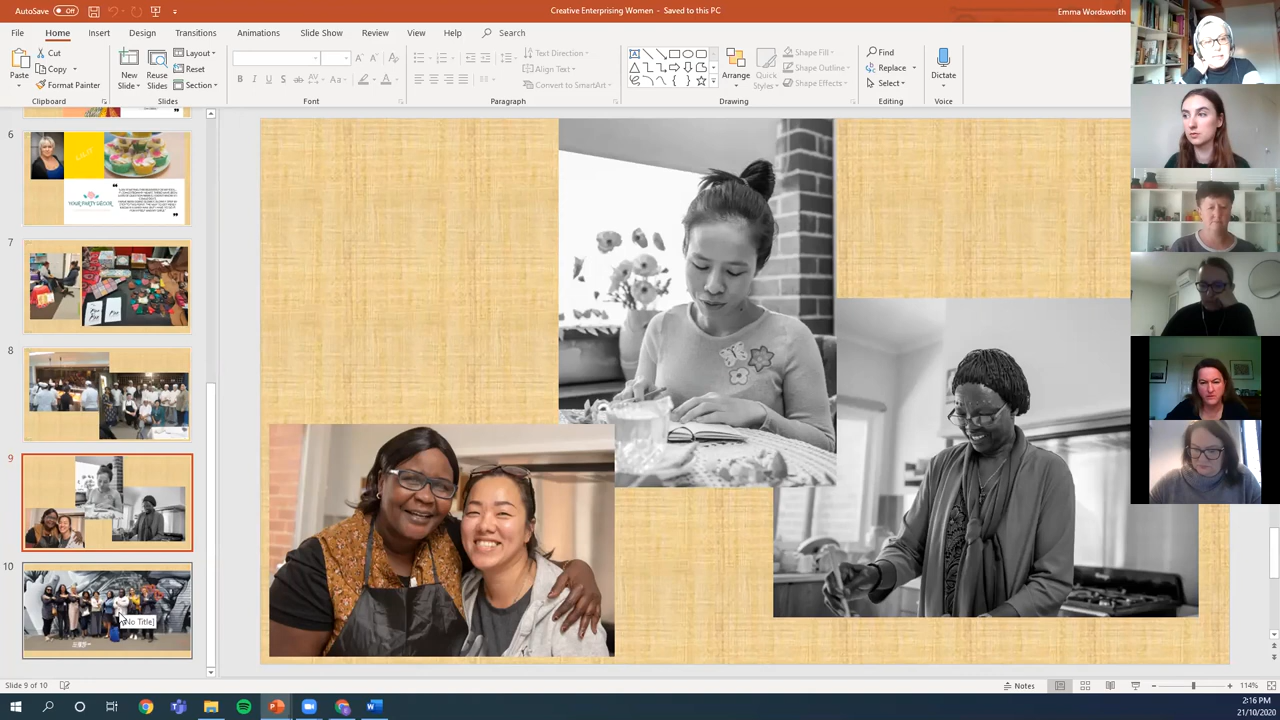 AutoSave Off
Creative Enterprising Women - Saved to this PC
Emma Wordsworth
File Home Insert Design Transitions Animations Slide Show Review View Help Search
Paste
Cut
Copy
Format Painter
Clipboard
New Slide
Reuse Slides
Layout
Reset
Section
Slides
Font
Text Direction
Align Text
Convert to SmartArt
Paragraph
Arrange
Quick Styles
Shape Fill
Shape Outline
Shape Effects
Drawing
Find
Replace
Select
Editing
Dictate
Voice
6
YOUR PARTY DECOR
7
8
9
10
[No Title]
Slide 9 of 10
Notes
114%
2:16 PM
21/10/2020